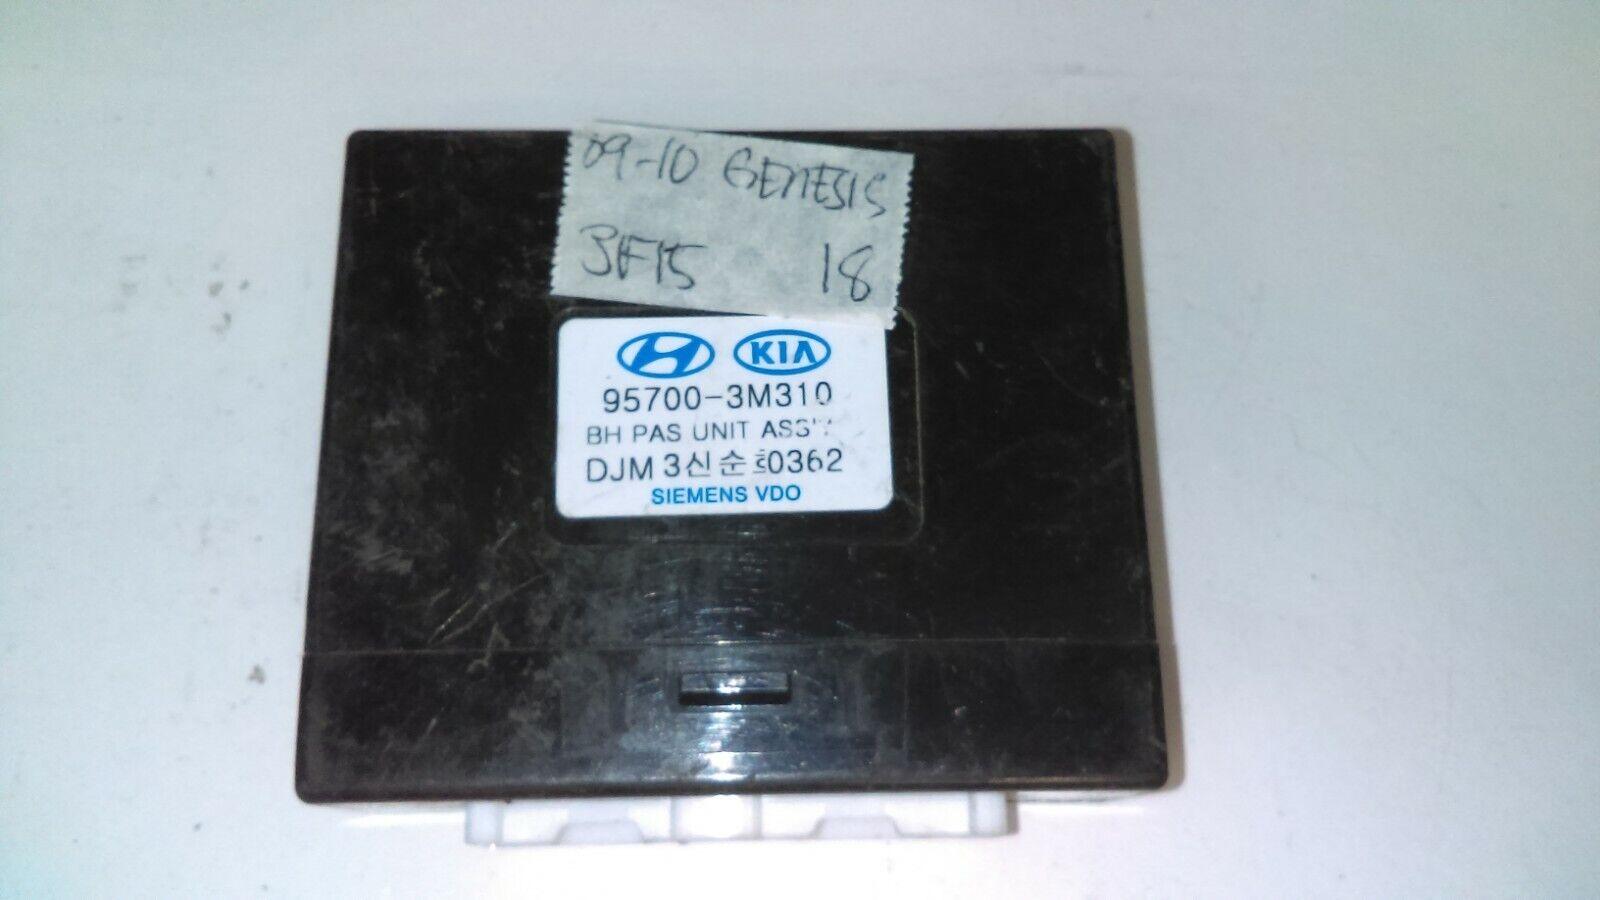 09-10 GENESIS
3F15 18
KIA
95700-3M310
BH PAS UNIT ASS'Y
DJM 3신순호0362
SIEMENS VDO